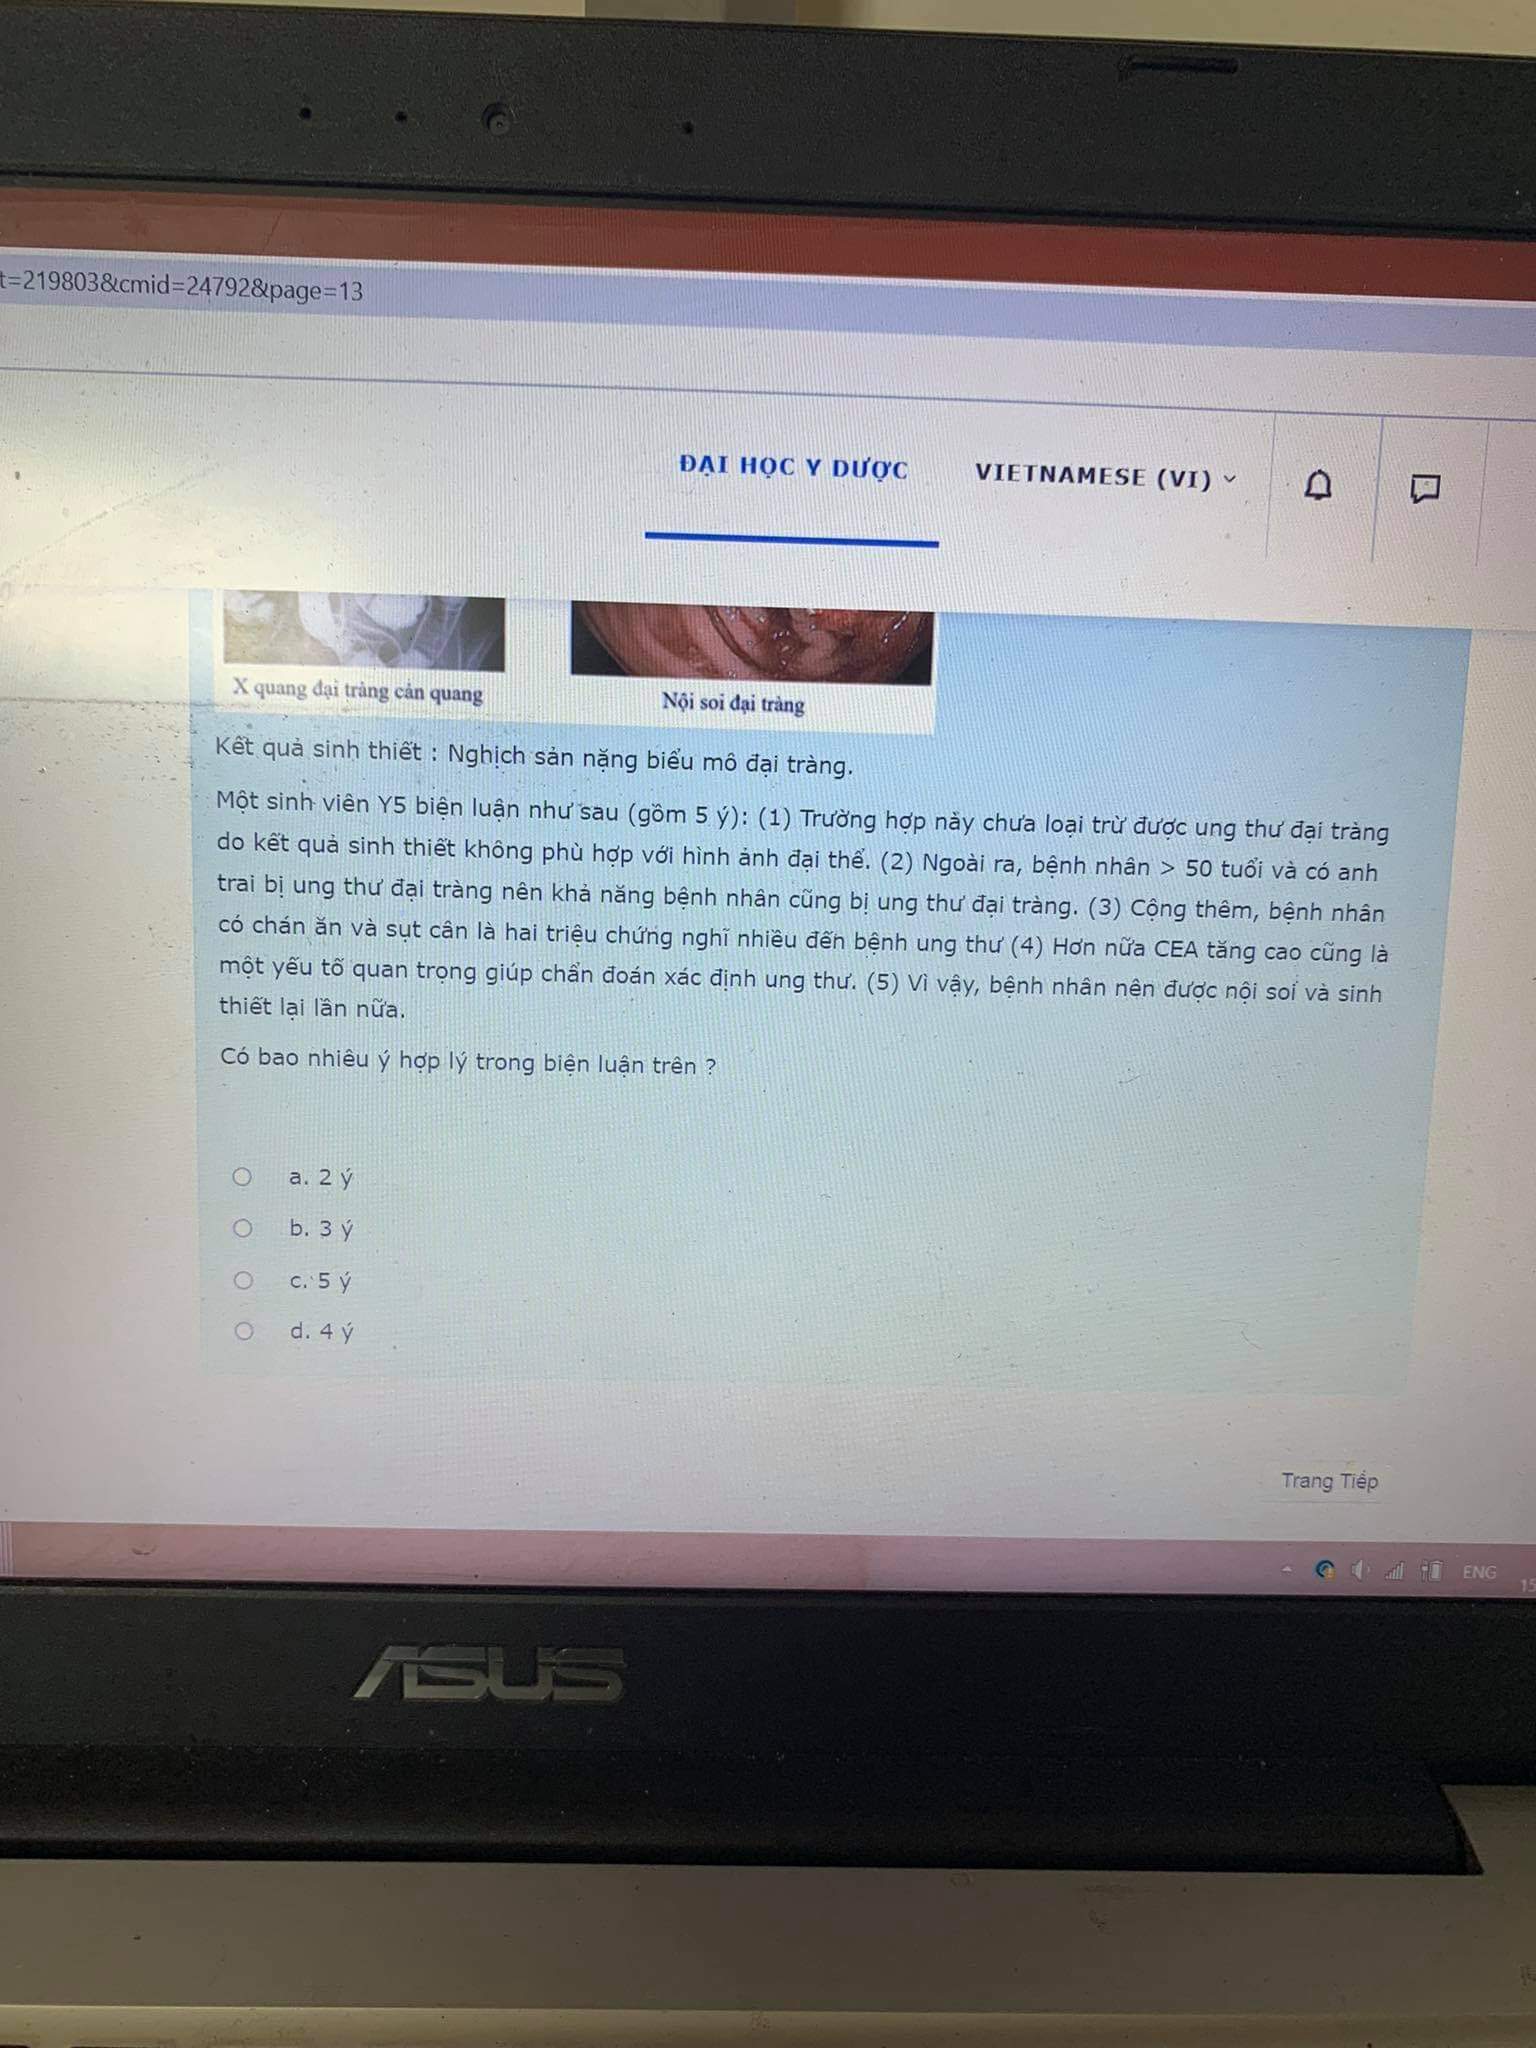 t=219803&cmid=24792&page=13
ĐẠI HỌC Y DƯỢC
VIETNAMESE (VI)
X quang đại tràng cản quang
Nội soi đại tràng
Kết quả sinh thiết : Nghịch sản nặng biểu mô đại tràng.
Một sinh viên Y5 biện luận như sau (gồm 5 ý): (1) Trường hợp này chưa loại trừ được ung thư đại tràng
do kết quả sinh thiết không phù hợp với hình ảnh đại thể. (2) Ngoài ra, bệnh nhân > 50 tuổi và có anh
trai bị ung thư đại tràng nên khả năng bệnh nhân cũng bị ung thư đại tràng. (3) Cộng thêm, bệnh nhân
có chán ăn và sụt cân là hai triệu chứng nghĩ nhiều đến bệnh ung thư (4) Hơn nữa CEA tăng cao cũng là
một yếu tố quan trọng giúp chẩn đoán xác định ung thư. (5) Vì vậy, bệnh nhân nên được nội soi và sinh
thiết lại lần nữa.
Có bao nhiêu ý hợp lý trong biện luận trên ?
a. 2 ý
b. 3 ý
c. 5 ý
d. 4 ý
Trang Tiếp
ENG
15
ASUS